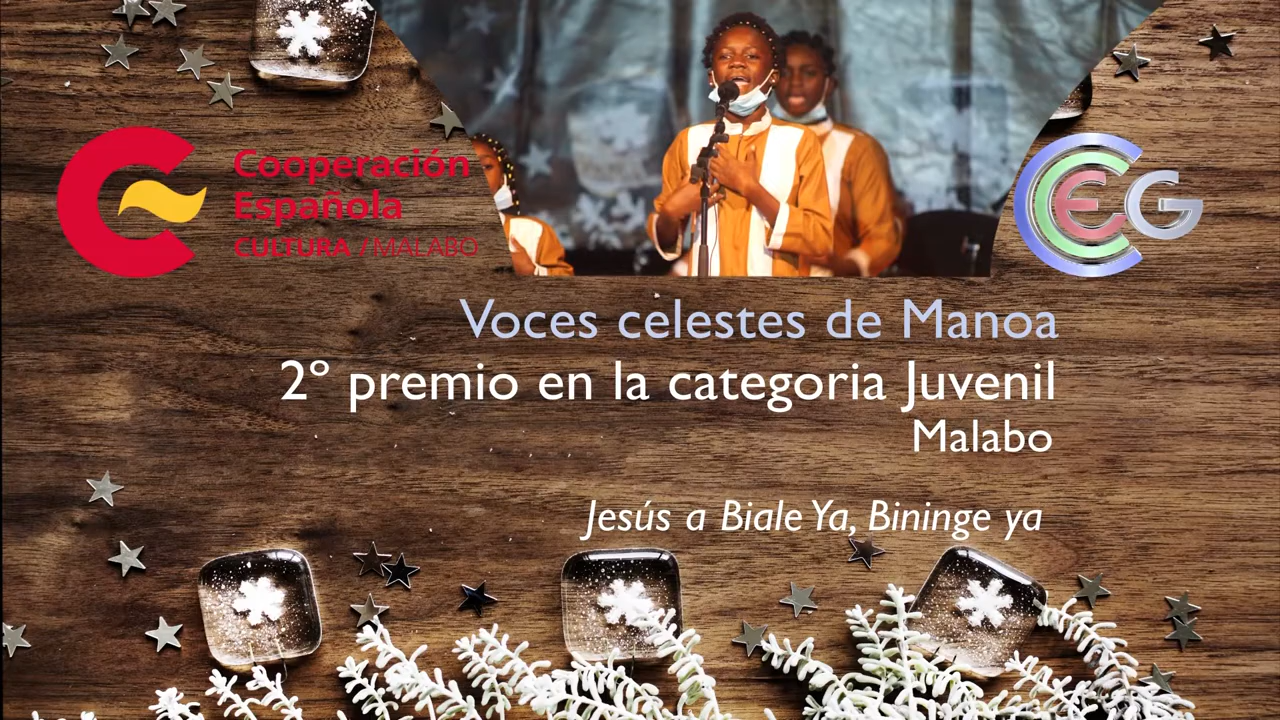 Cooperación
Española
CULTURA / MALABO
CEG
Voces celestes de Manoa
2º premio en la categoria Juvenil
Malabo
Jesús a Biale Ya, Bininge ya